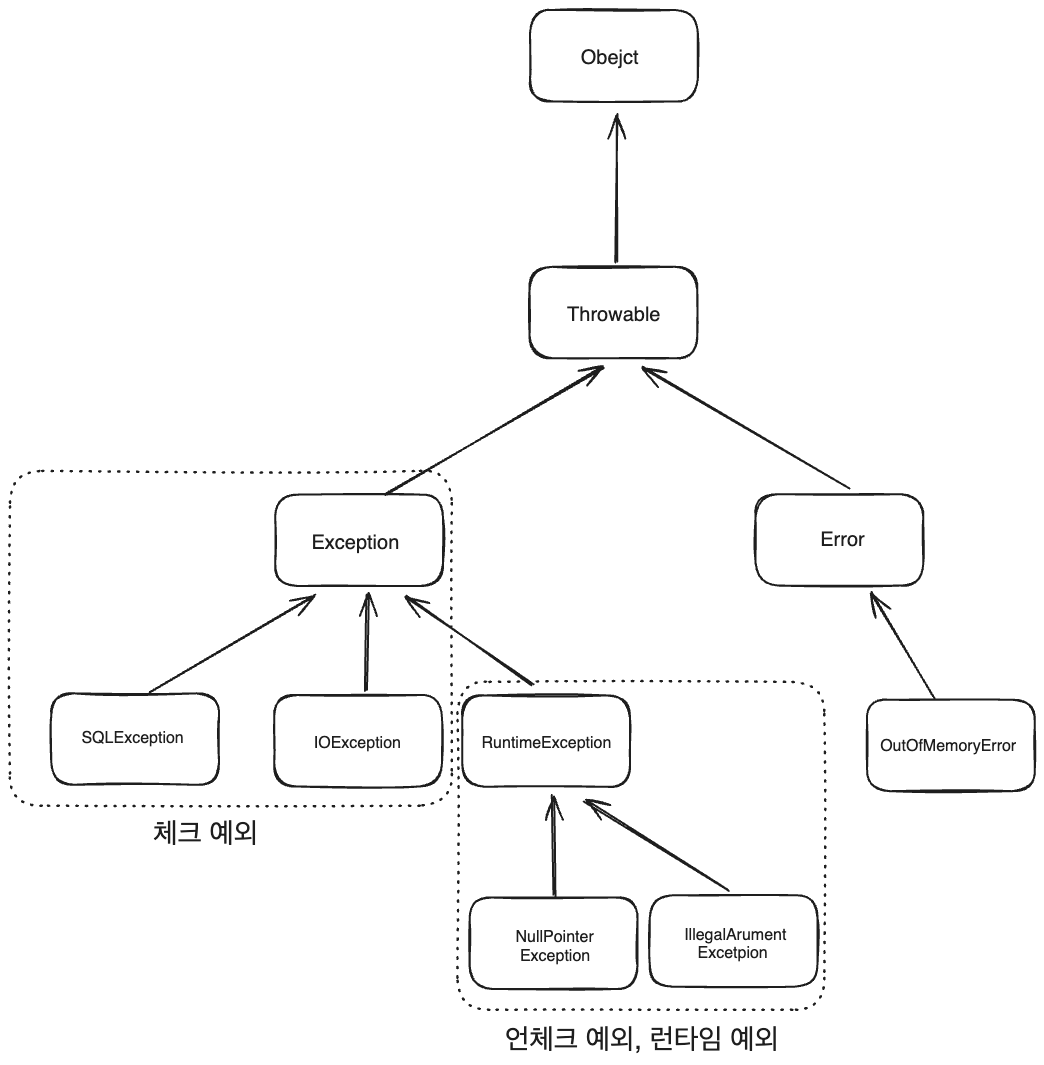 Obejct
Throwable
Exception
Error
SQLException
IOException
RuntimeException
OutOfMemoryError
체크 예외
NullPointer
Exception
IllegalArument
Excetpion
언체크 예외, 런타임 예외